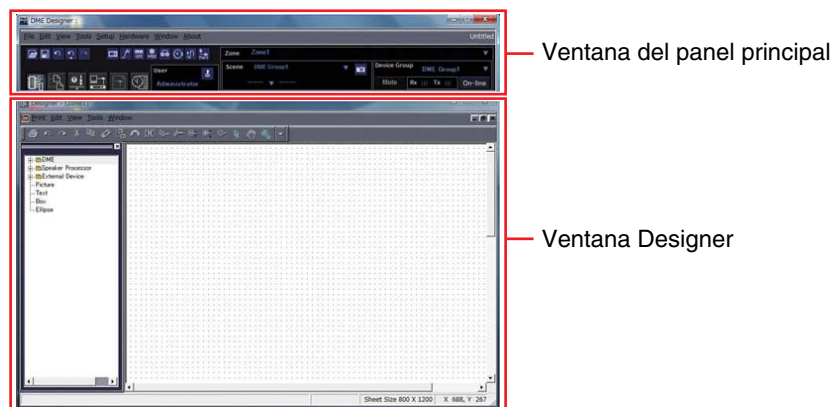 DME Designer :
File Edit View Tools Setup Hardware Window About
Untitled
Zone Zone1
User
Administrator
Scene DME Group1
Device Group DME Group1
Mute Rx Tx On-line
Ventana del panel principal
Designer - [Zone1]
Print Edit View Tools Window
DME
Speaker Processor
External Device
Picture
Text
Box
Ellipse
Ventana Designer
Sheet Size 800 X 1200 X 688, Y 267